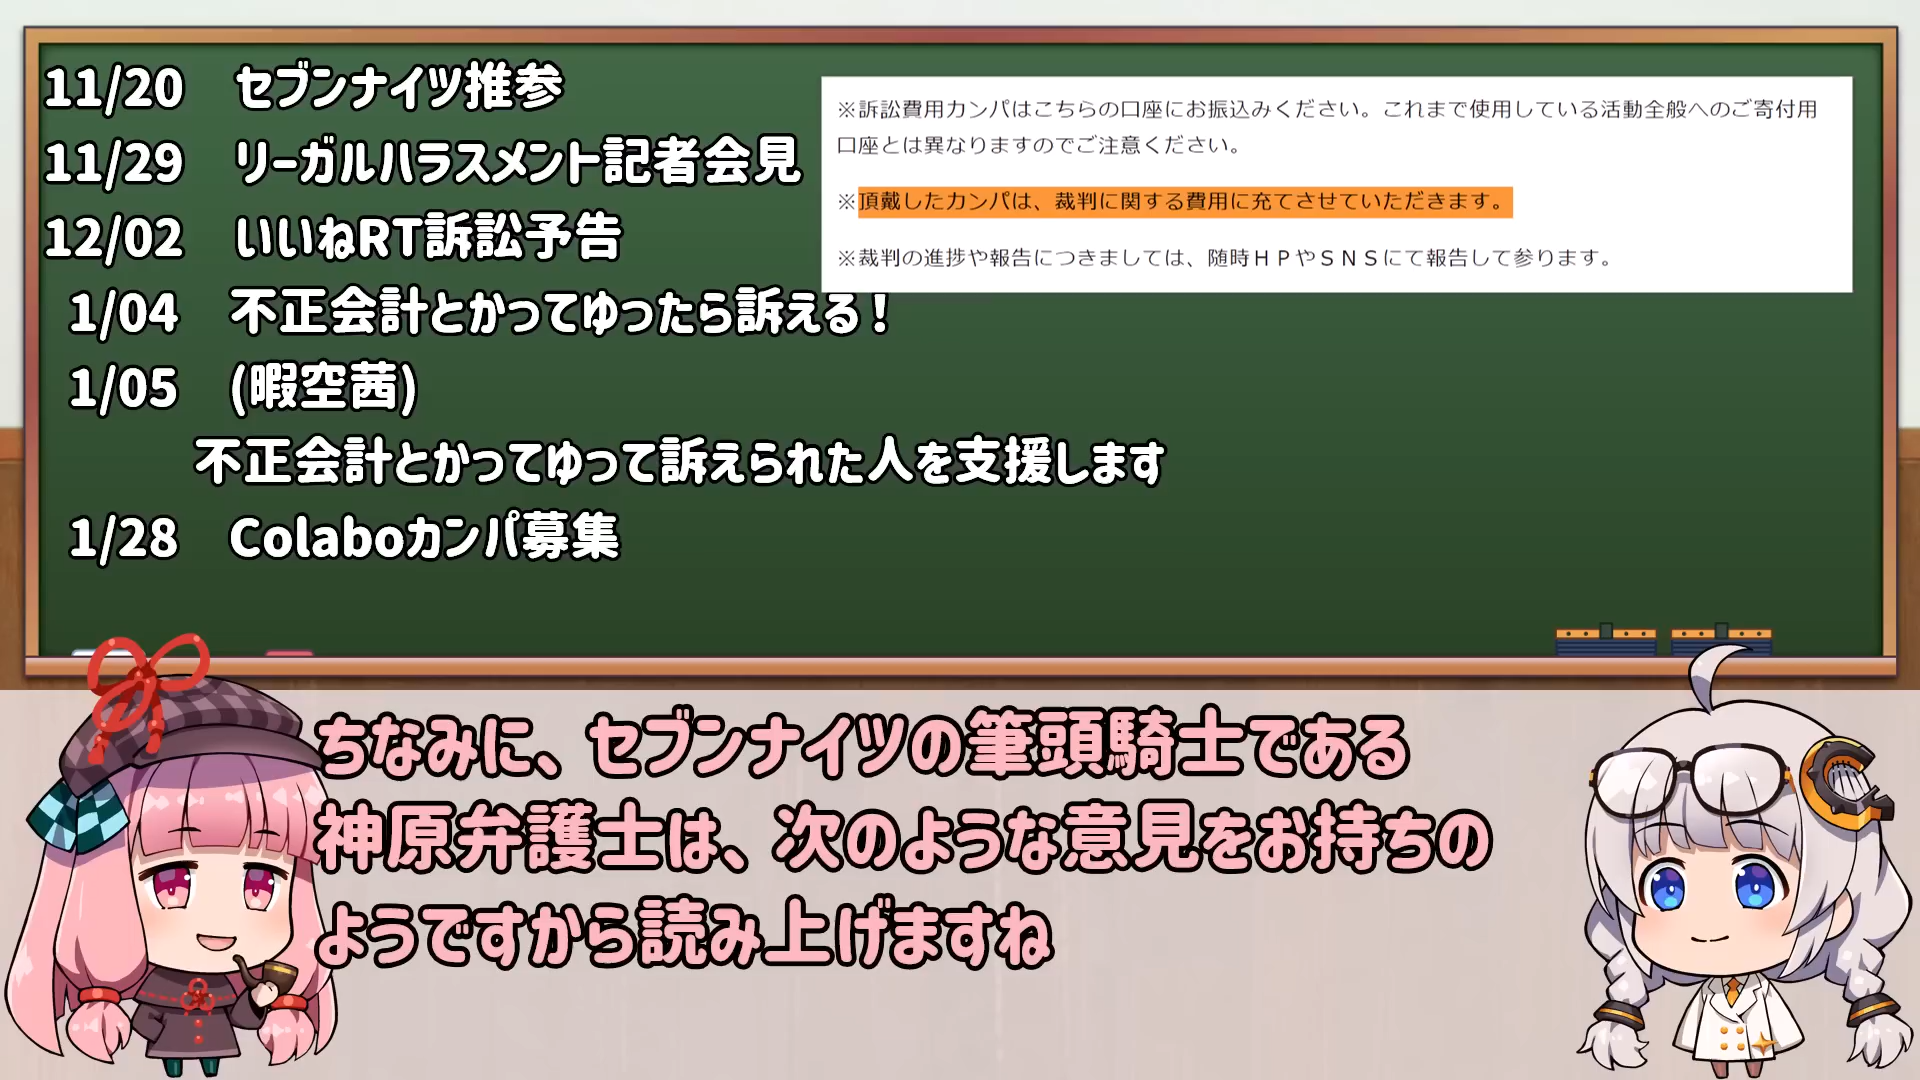 11/20 セブンナイツ推参
11/29 リーガルハラスメント記者会見
12/02 いいねRT訴訟予告
1/04 不正会計とかってゆったら訴える！
1/05 (暇空茜)
不正会計とかってゆって訴えられた人を支援します
1/28 Colaboカンパ募集
※訴訟費用カンパはこちらの口座にお振込みください。これまで使用している活動全般へのご寄付用
口座とは異なりますのでご注意ください。
※頂戴したカンパは、裁判に関する費用に充てさせていただきます。
※裁判の進捗や報告につきましては、随時ＨＰやＳＮＳにて報告して参ります。
ちなみに、セブンナイツの筆頭騎士である
神原弁護士は、次のような意見をお持ちの
ようですから読み上げますね